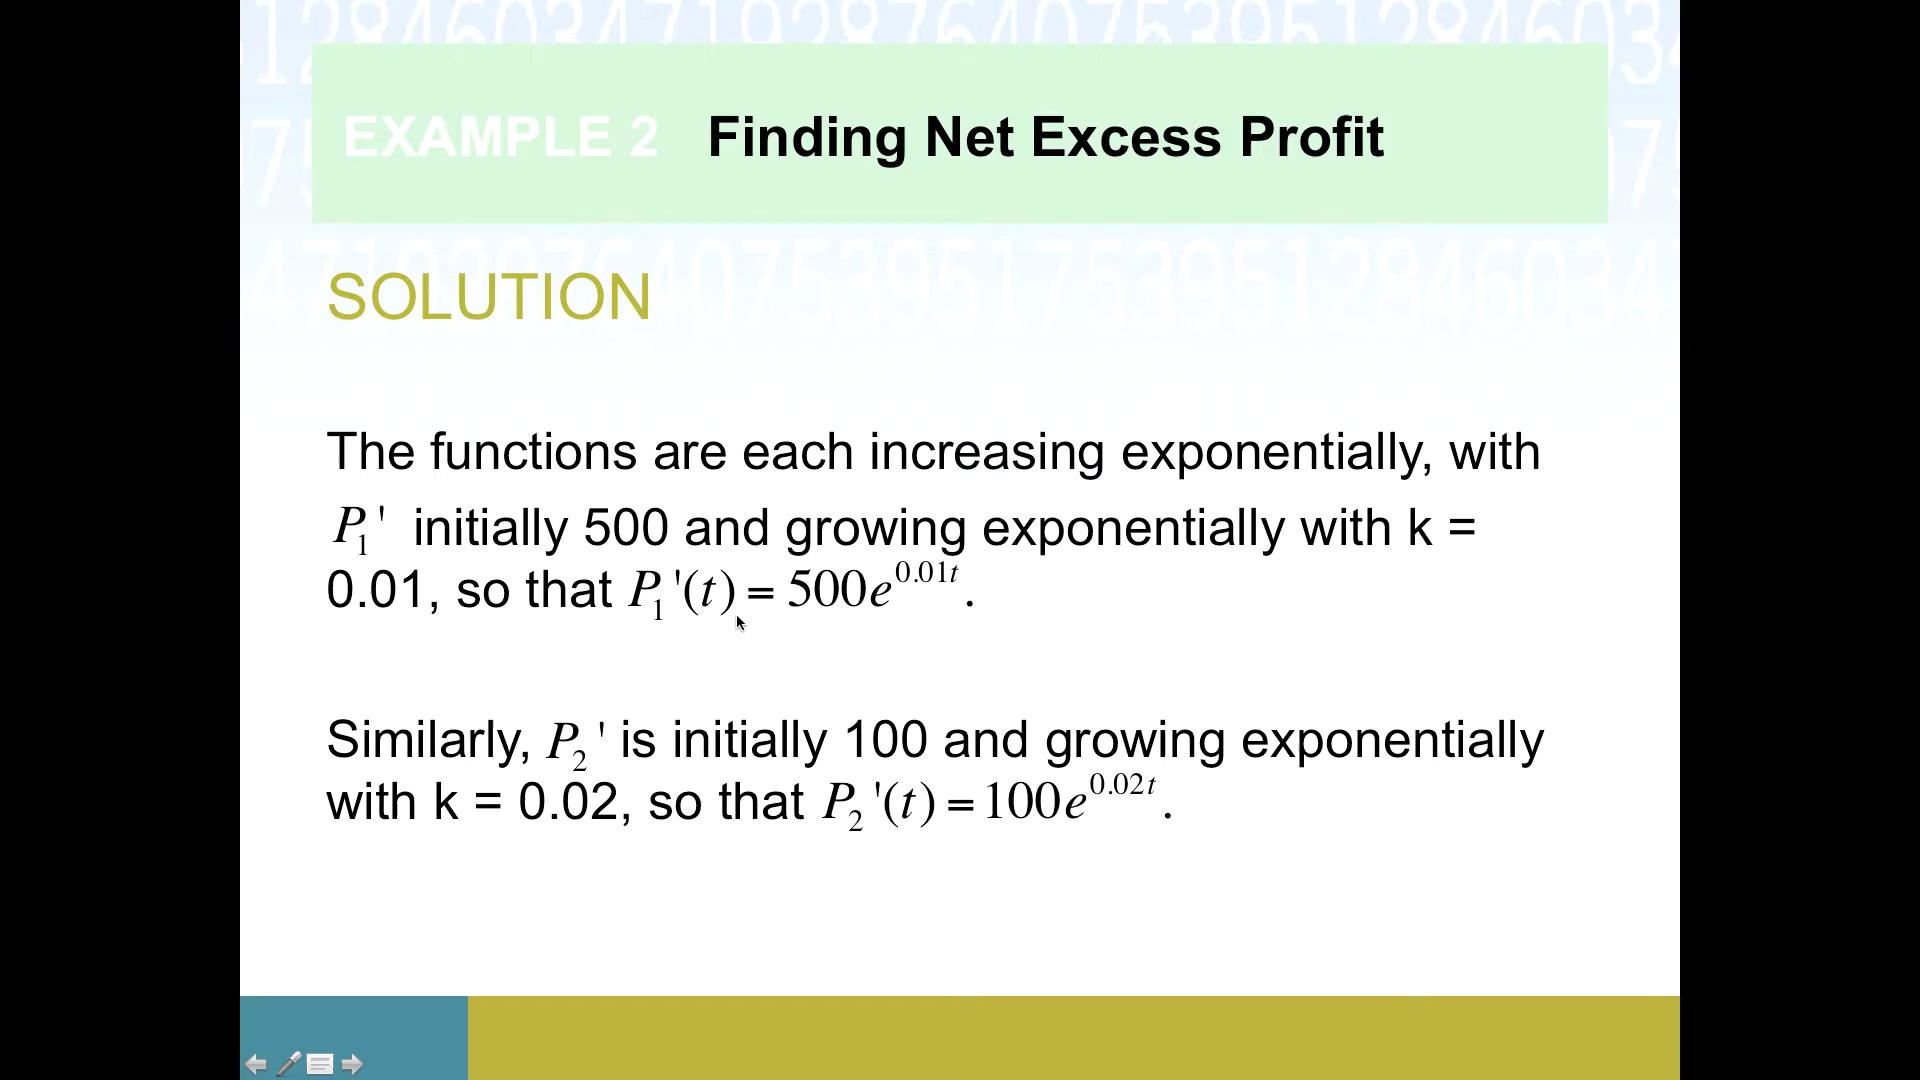 EXAMPLE 2 Finding Net Excess Profit
SOLUTION
The functions are each increasing exponentially, with
P₁' initially 500 and growing exponentially with k =
0.01, so that P₁'(t) = 500e^{0.01t}.
Similarly, P₂' is initially 100 and growing exponentially
with k = 0.02, so that P₂'(t) = 100e^{0.02t}.